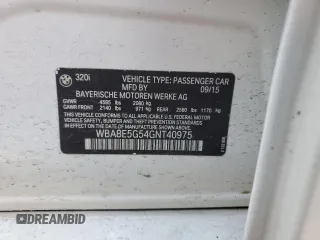 320i
VEHICLE TYPE: PASSENGER CAR
MFD BY 09/15
BAYERISCHE MOTOREN WERKE AG
GVWR 4585 lbs 2080 kg
GAWR FRONT 2140 lbs 971 kg REAR 2580 lbs 1170 kg
THIS VEHICLE CONFORMS TO ALL APPLICABLE FEDERAL
MOTOR VEHICLE SAFETY, BUMPER, AND THEFT PREVENTION
STANDARDS IN EFFECT ON THE DATE OF MANUFACTURE SHOWN ABOVE.
WBA8E5G54GNT40975